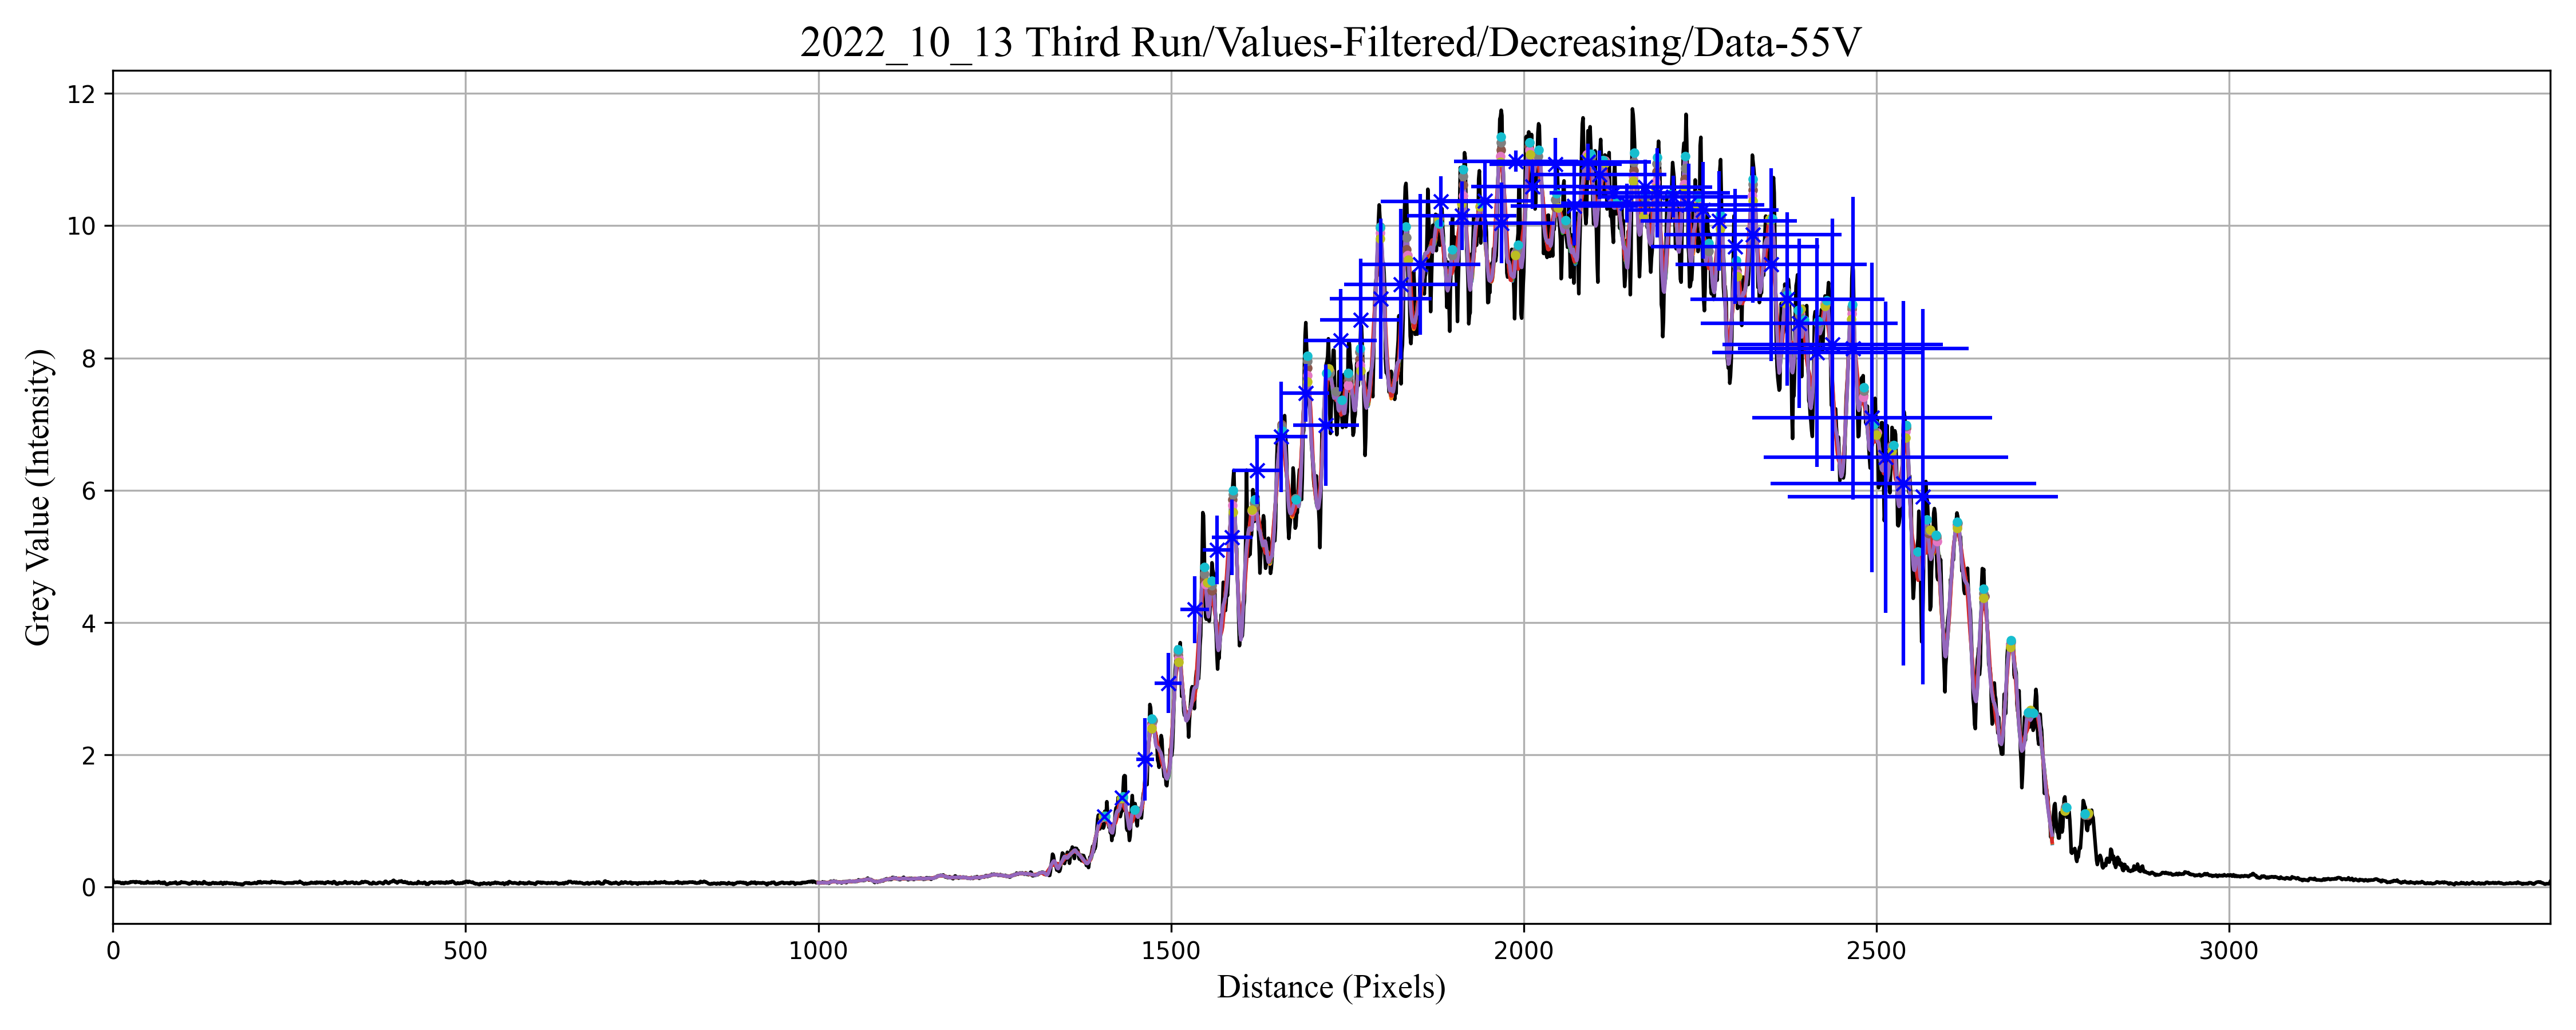 2022_10_13 Third Run/Values-Filtered/Decreasing/Data-55V
Grey Value (Intensity)
12
10
8
6
4
2
0
0 500 1000 1500 2000 2500 3000
Distance (Pixels)